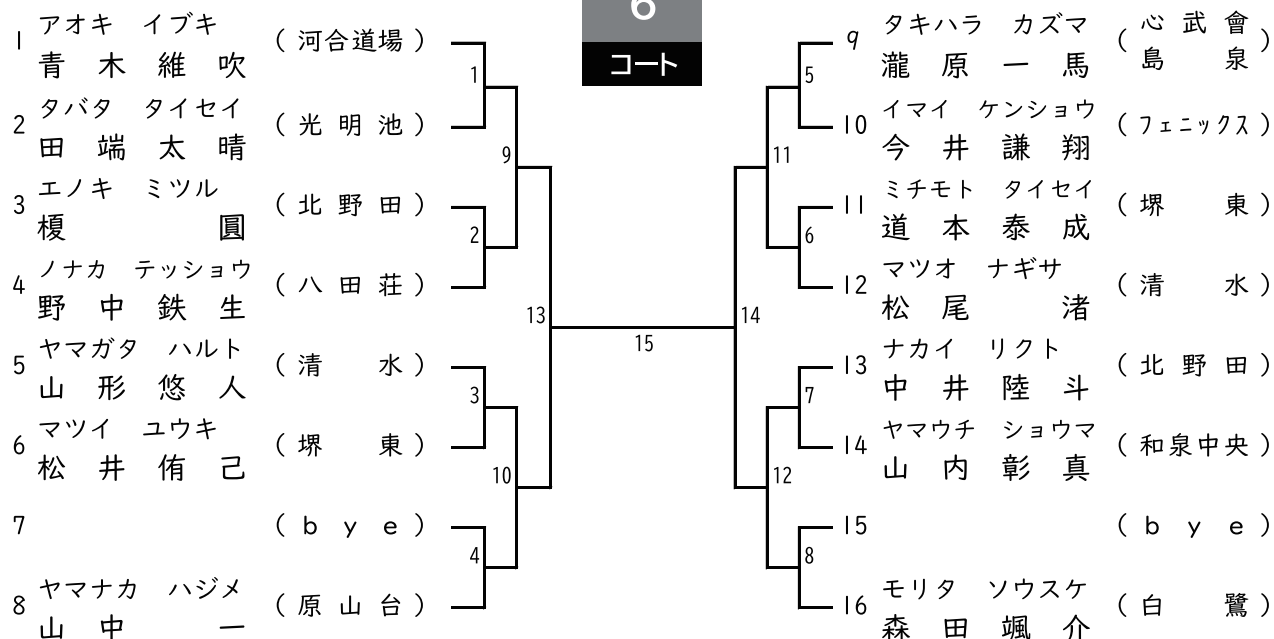 6
コート
1
アオキ イブキ
青木維吹
(河合道場)
2
タバタ タイセイ
田端太晴
(光明池)
3
エノキ ミツル
榎圓
(北野田)
4
ノナカ テッショウ
野中鉄生
(八田荘)
5
ヤマガタ ハルト
山形悠人
(清水)
6
マツイ ユウキ
松井侑己
(堺東)
7
(bye)
8
ヤマナカ ハジメ
山中一
(原山台)
1
2
3
4
9
10
13
15
14
11
12
5
6
7
8
9
タキハラ カズマ
瀧原一馬
(心武會
島泉)
10
イマイ ケンショウ
今井謙翔
(フェニックス)
11
ミチモト タイセイ
道本泰成
(堺東)
12
マツオ ナギサ
松尾渚
(清水)
13
ナカイ リクト
中井陸斗
(北野田)
14
ヤマウチ ショウマ
山内彰真
(和泉中央)
15
(bye)
16
モリタ ソウスケ
森田颯介
(白鷺)